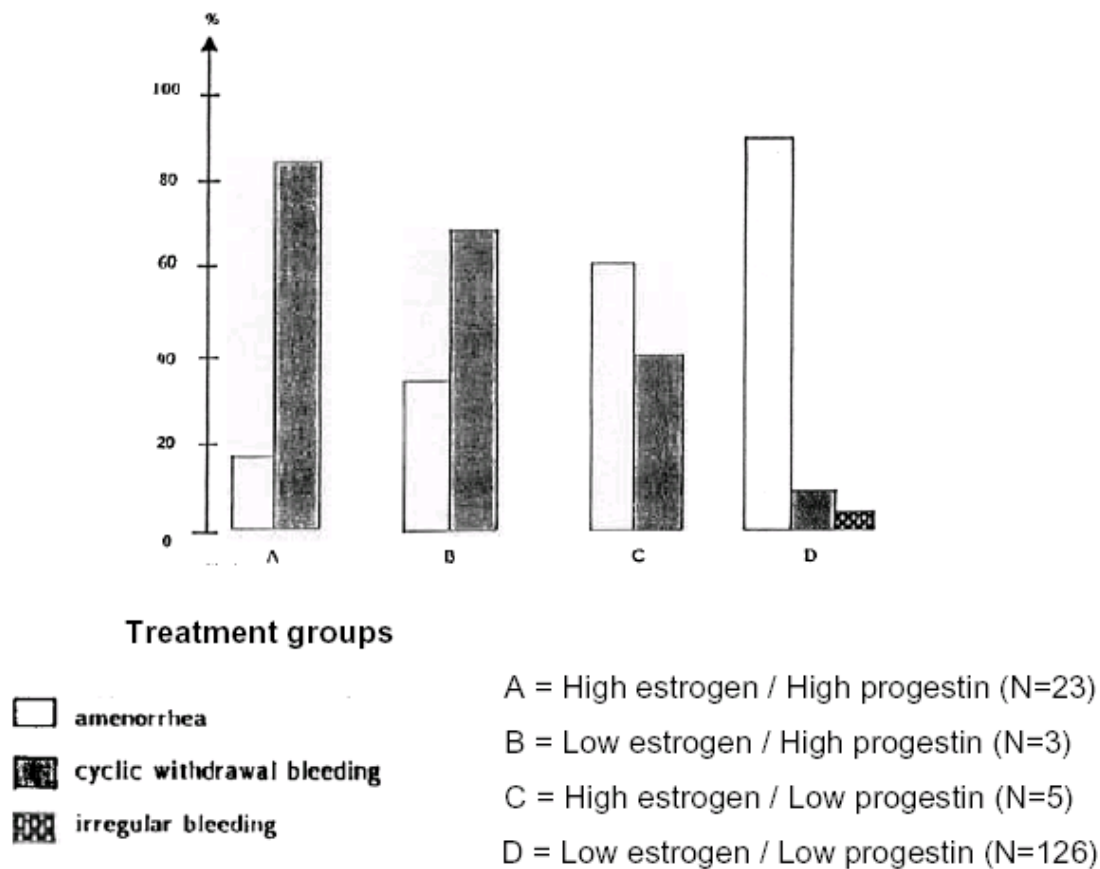 %
100
80
60
40
20
0
A B C D
Treatment groups
amenorrhea
cyclic withdrawal bleeding
irregular bleeding
A = High estrogen / High progestin (N=23)
B = Low estrogen / High progestin (N=3)
C = High estrogen / Low progestin (N=5)
D = Low estrogen / Low progestin (N=126)